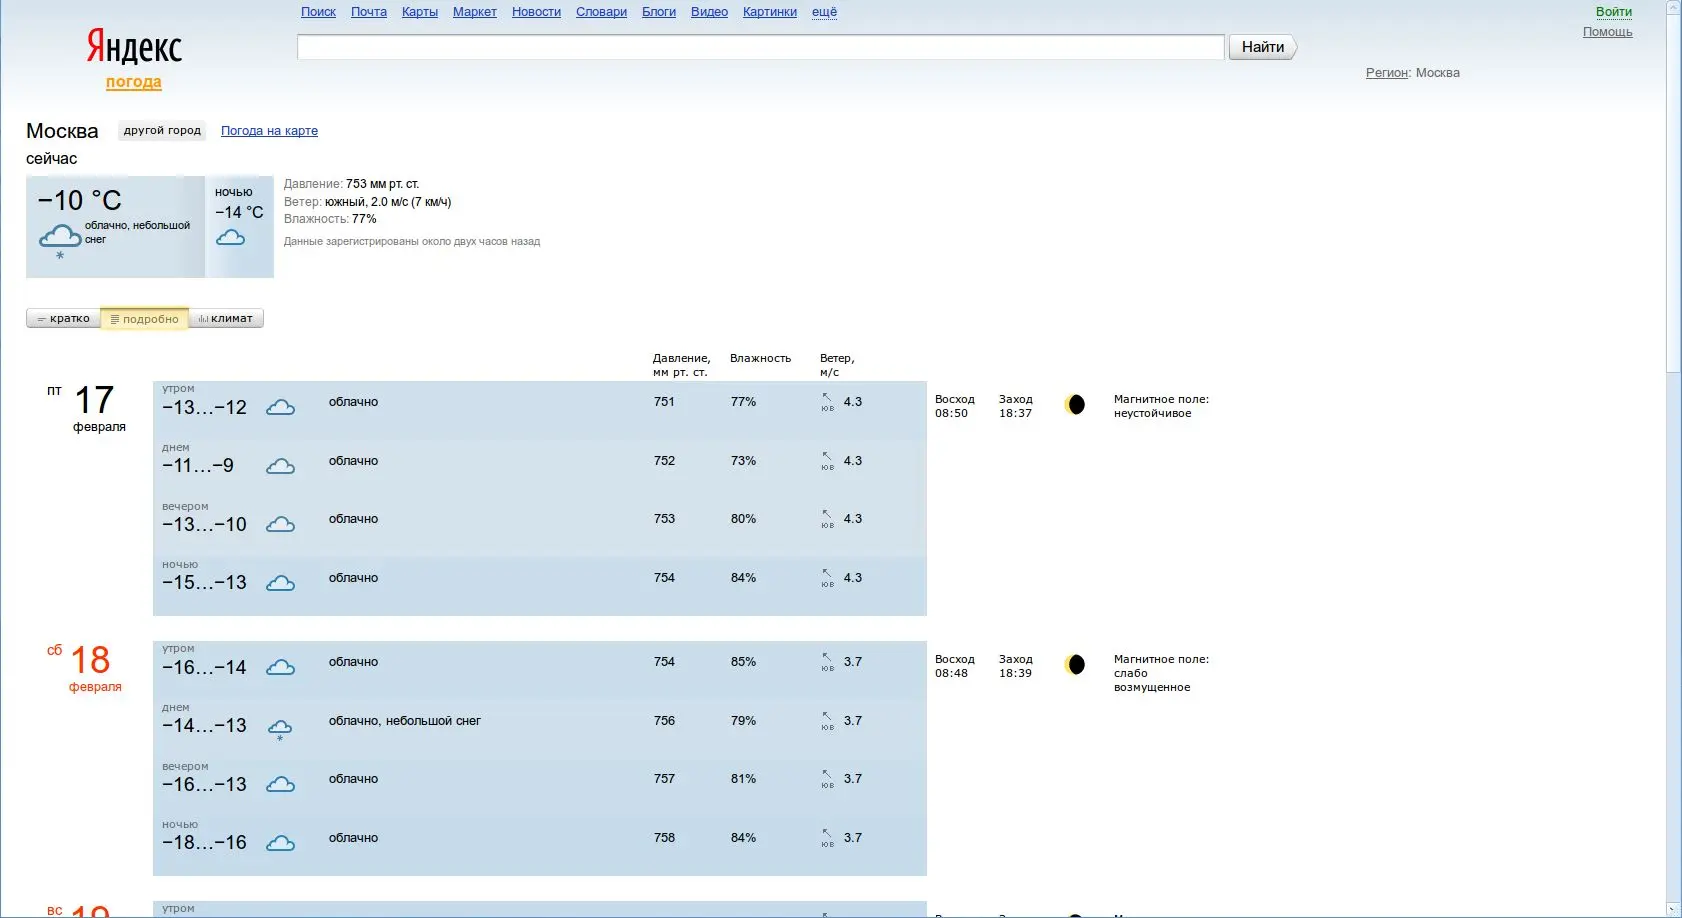 Поиск Почта Карты Маркет Новости Словари Блоги Видео Картинки ещё
Войти
Помощь
Яндекс
погода
Найти
Регион: Москва
Москва другой город Погода на карте
сейчас
−10 °C
облачно, небольшой
снег
ночью
−14 °C
Давление: 753 мм рт. ст.
Ветер: южный, 2.0 м/с (7 км/ч)
Влажность: 77%
Данные зарегистрированы около двух часов назад
кратко подробно климат
Давление, Влажность Ветер,
мм рт. ст. м/с
пт 17
февраля
утром
−13…−12 облачно 751 77% юв 4.3
днем
−11…−9 облачно 752 73% юв 4.3
вечером
−13…−10 облачно 753 80% юв 4.3
ночью
−15…−13 облачно 754 84% юв 4.3
Восход Заход Магнитное поле:
08:50 18:37 неустойчивое
сб 18
февраля
утром
−16…−14 облачно 754 85% юв 3.7
днем
−14…−13 облачно, небольшой снег 756 79% юв 3.7
вечером
−16…−13 облачно 757 81% юв 3.7
ночью
−18…−16 облачно 758 84% юв 3.7
Восход Заход Магнитное поле:
08:48 18:39 слабо
возмущенное
вс 19
утром